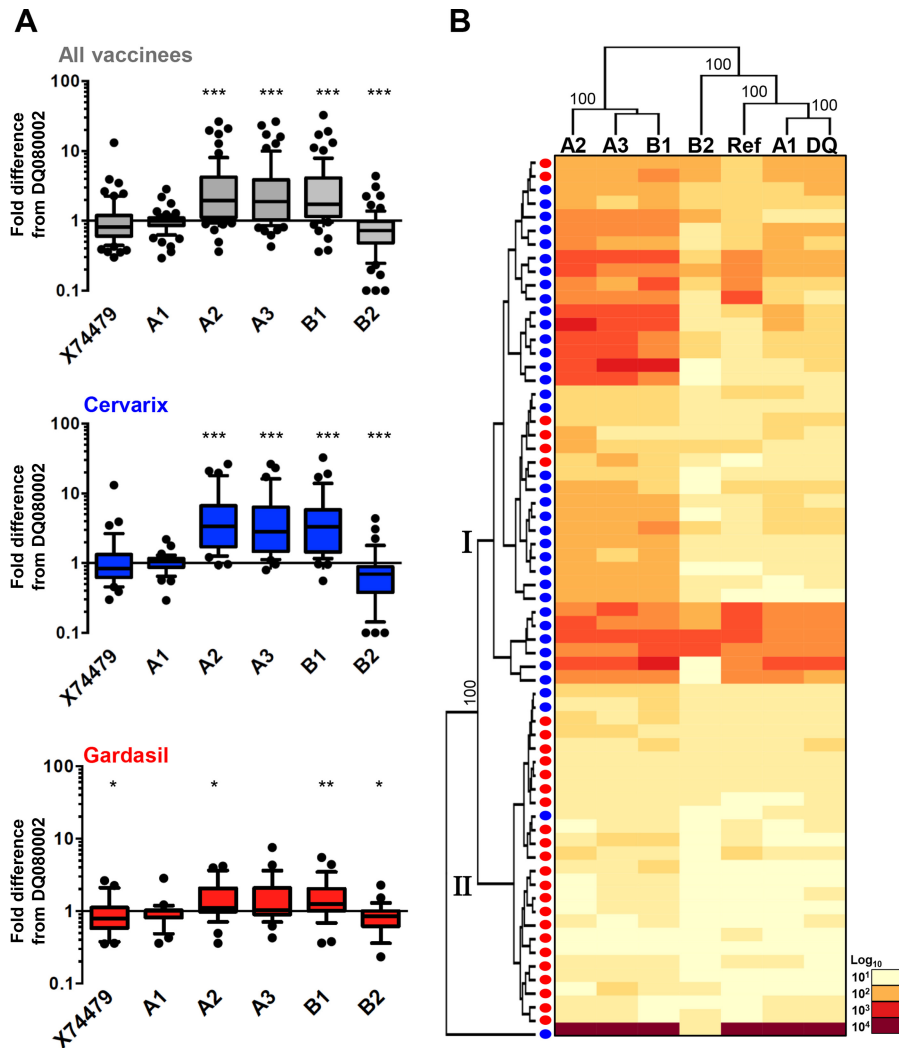 A
All vaccinees
Fold difference
from DQ080002
100
10
1
0.1
*** *** *** ***
X74479 A1 A2 A3 B1 B2
Cervarix
Fold difference
from DQ080002
100
10
1
0.1
*** *** *** ***
X74479 A1 A2 A3 B1 B2
Gardasil
Fold difference
from DQ080002
100
10
1
0.1
* * ** *
X74479 A1 A2 A3 B1 B2
B
100
100
100
100
A2 A3 B1 B2 Ref A1 DQ
I
100
II
Log₁₀
10¹
10²
10³
10⁴